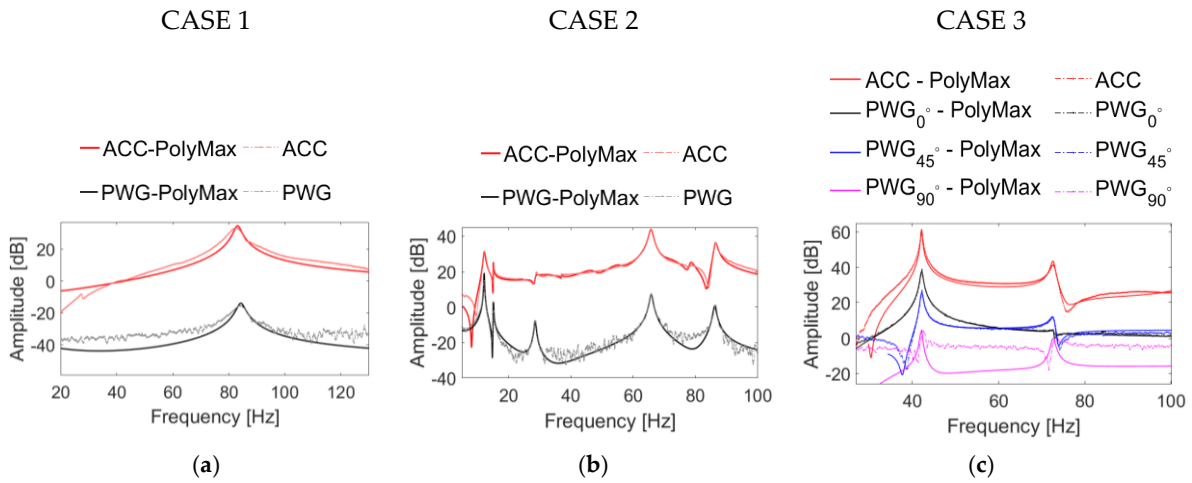 CASE 1
CASE 2
CASE 3
ACC-PolyMax ACC
PWG-PolyMax PWG
Amplitude [dB]
20
0
-20
-40
20 40 60 80 100 120
Frequency [Hz]
(a)
ACC-PolyMax ACC
PWG-PolyMax PWG
Amplitude [dB]
40
20
0
-20
-40
20 40 60 80 100
Frequency [Hz]
(b)
ACC - PolyMax ACC
PWG0° - PolyMax PWG0°
PWG45° - PolyMax PWG45°
PWG90° - PolyMax PWG90°
Amplitude [dB]
60
40
20
0
-20
40 60 80 100
Frequency [Hz]
(c)